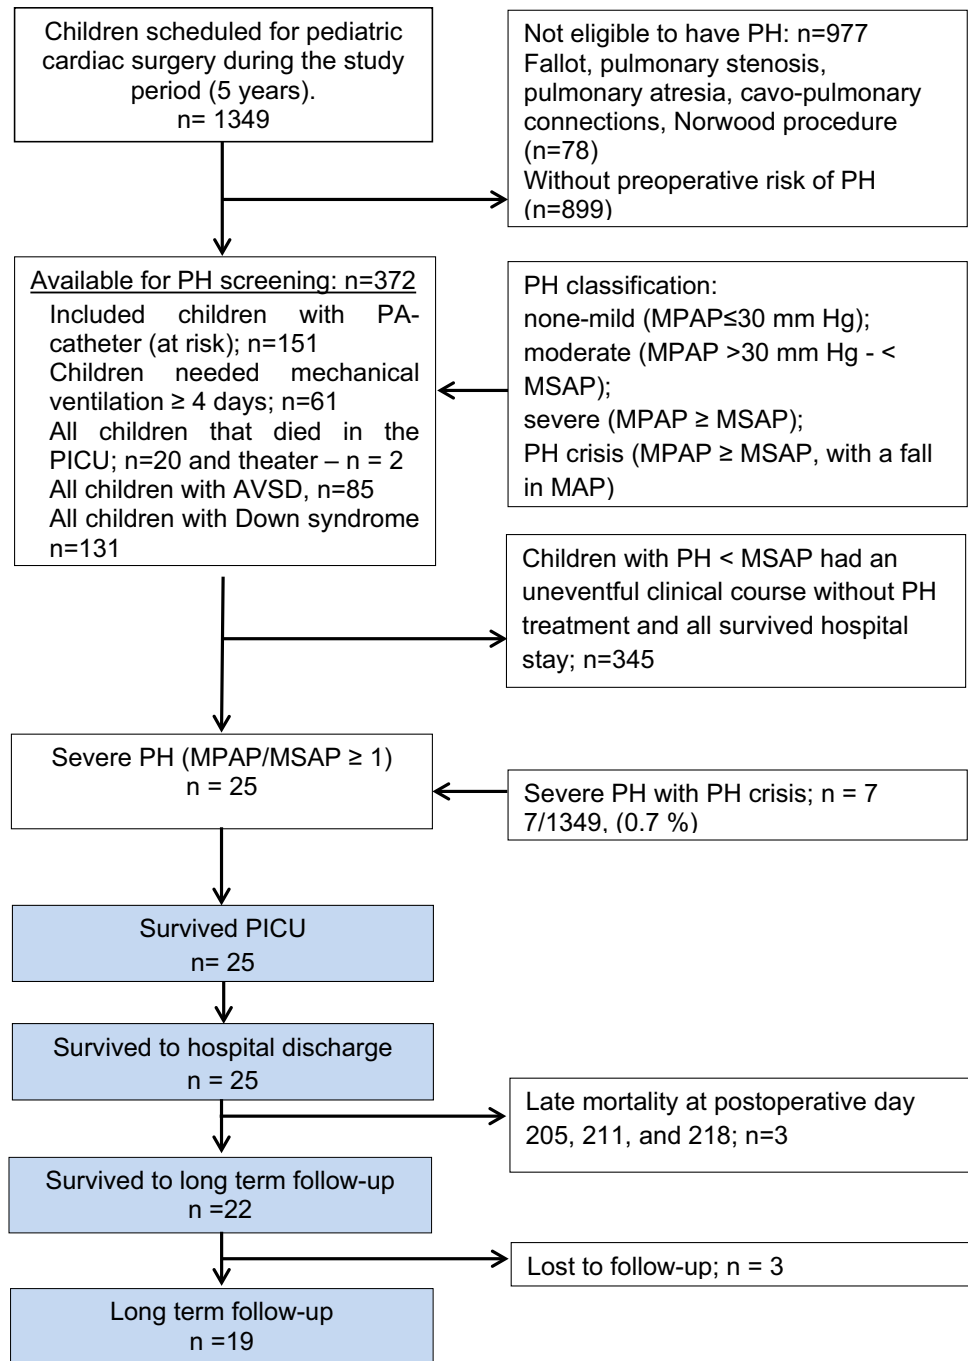 Children scheduled for pediatric
cardiac surgery during the study
period (5 years).
n= 1349
Not eligible to have PH: n=977
Fallot, pulmonary stenosis,
pulmonary atresia, cavo-pulmonary
connections, Norwood procedure
(n=78)
Without preoperative risk of PH
(n=899)
Available for PH screening: n=372
Included children with PA-
catheter (at risk); n=151
Children needed mechanical
ventilation ≥ 4 days; n=61
All children that died in the
PICU; n=20 and theater – n = 2
All children with AVSD, n=85
All children with Down syndrome
n=131
PH classification:
none-mild (MPAP≤30 mm Hg);
moderate (MPAP >30 mm Hg - <
MSAP);
severe (MPAP ≥ MSAP);
PH crisis (MPAP ≥ MSAP, with a fall
in MAP)
Children with PH < MSAP had an
uneventful clinical course without PH
treatment and all survived hospital
stay; n=345
Severe PH (MPAP/MSAP ≥ 1)
n = 25
Severe PH with PH crisis; n = 7
7/1349, (0.7 %)
Survived PICU
n= 25
Survived to hospital discharge
n = 25
Late mortality at postoperative day
205, 211, and 218; n=3
Survived to long term follow-up
n =22
Lost to follow-up; n = 3
Long term follow-up
n =19